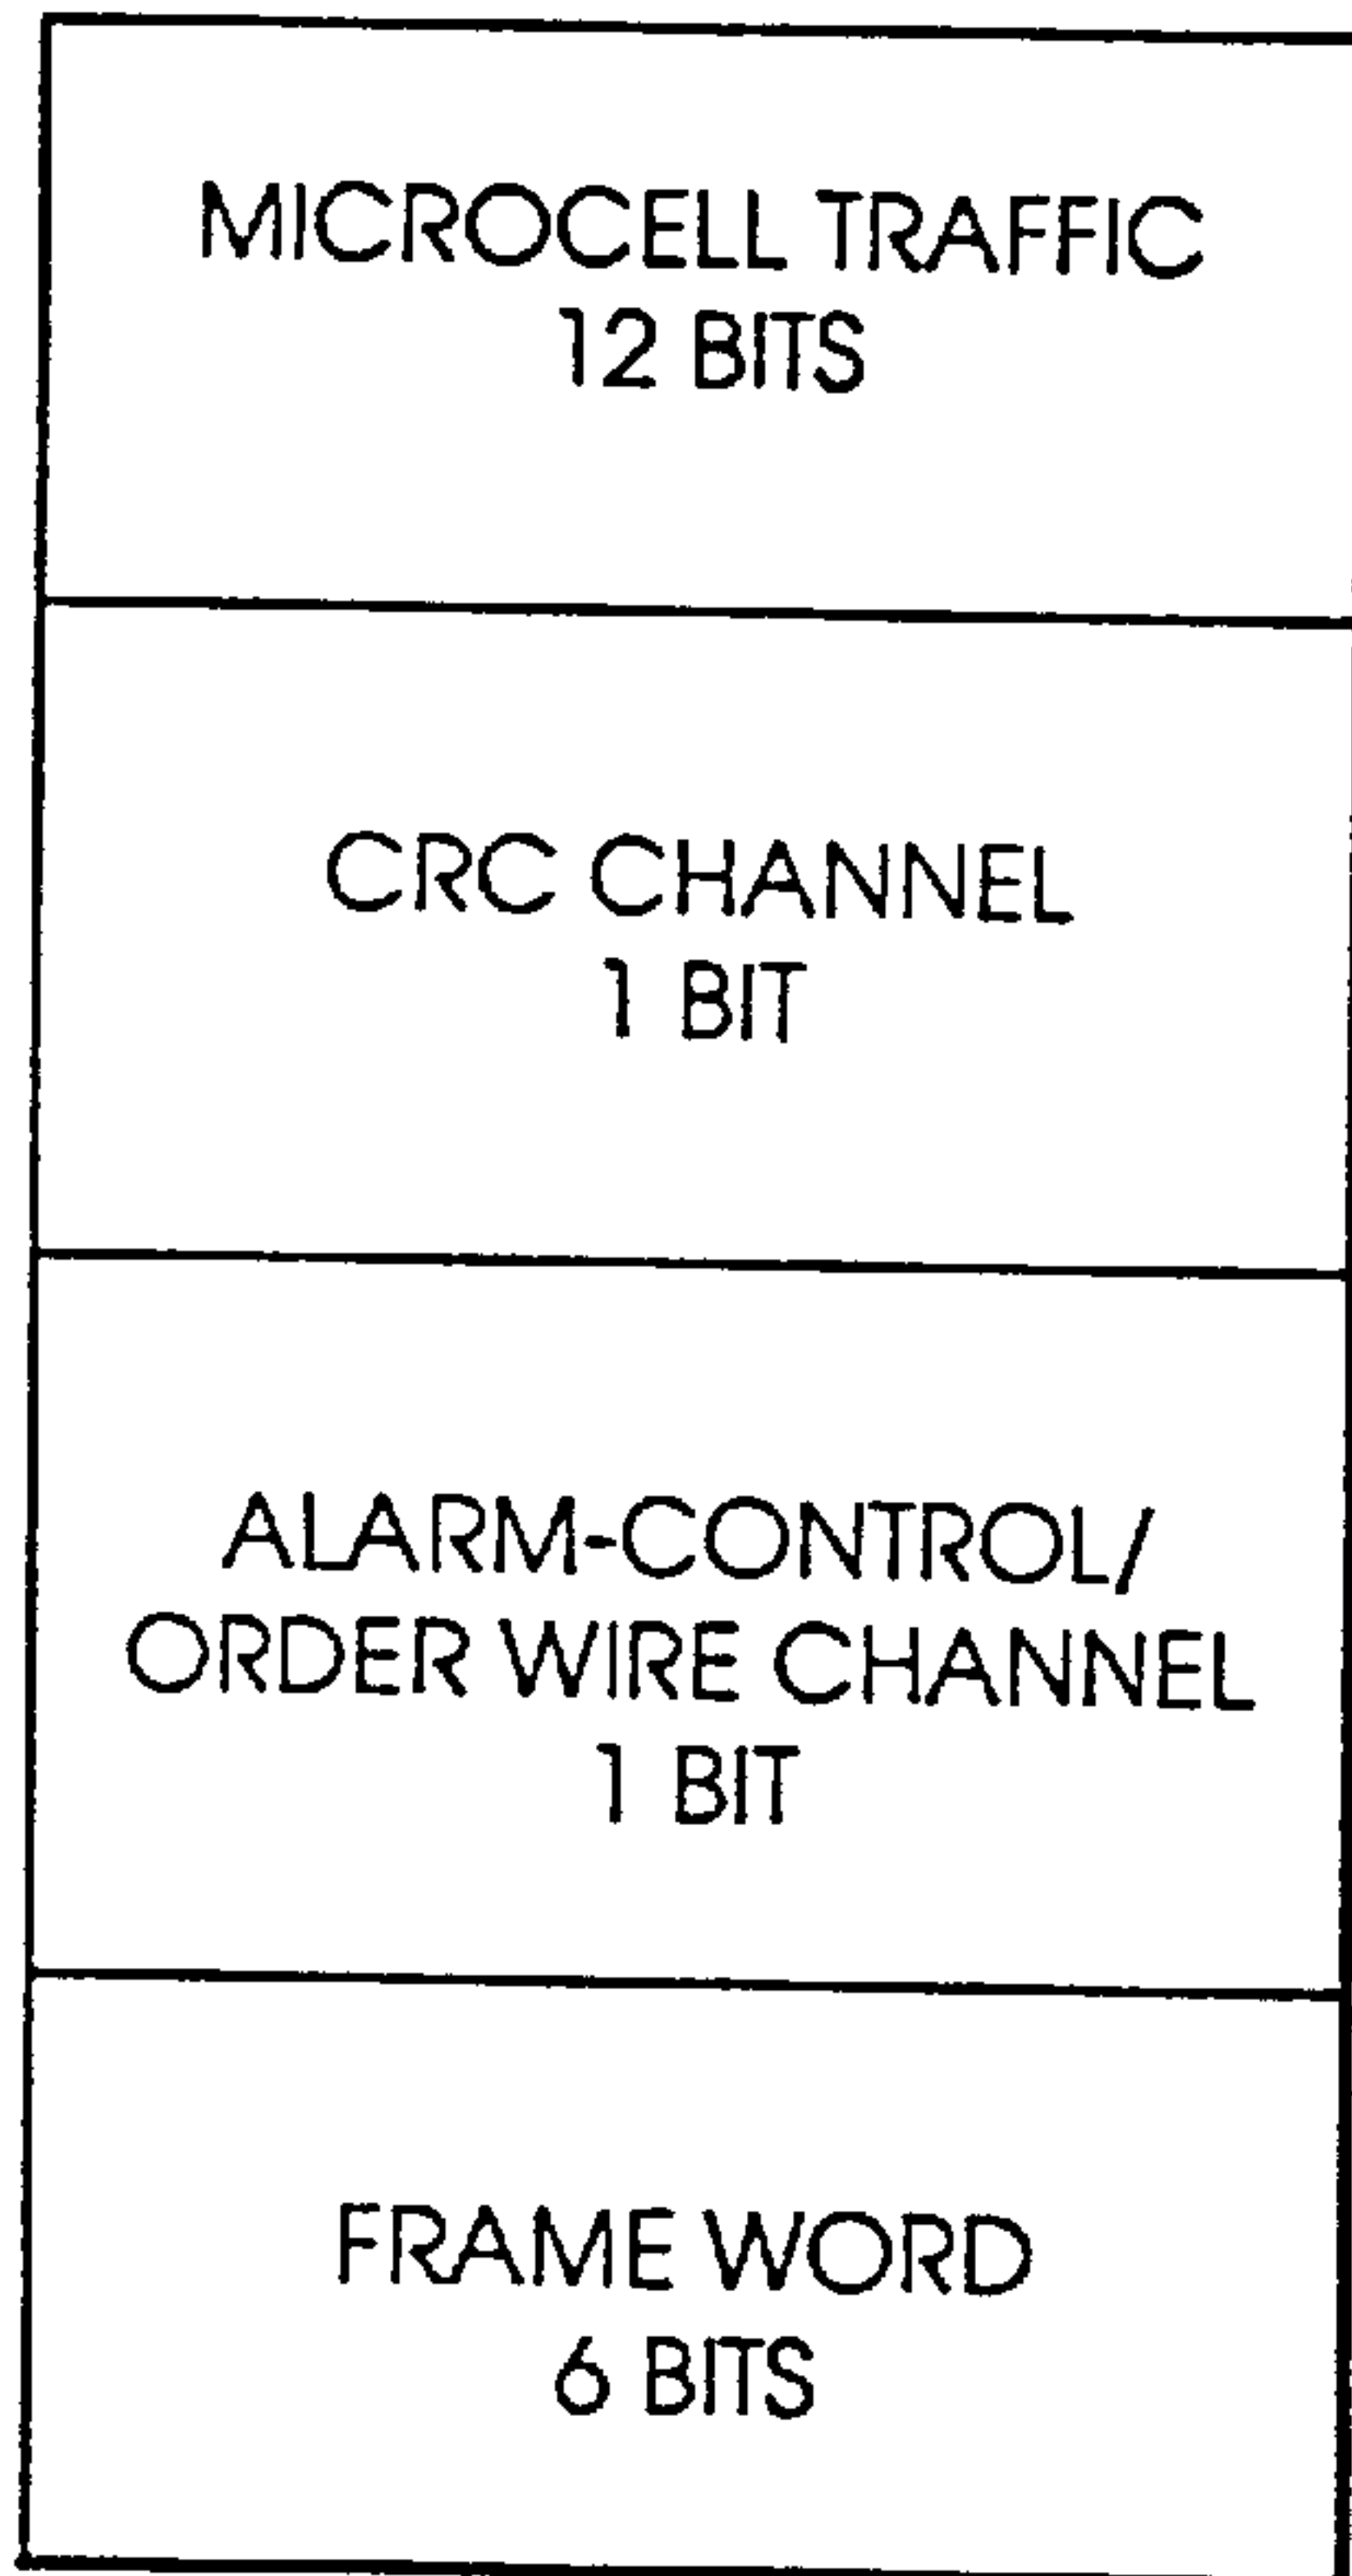 MICROCELL TRAFFIC
12 BITS
CRC CHANNEL
1 BIT
ALARM-CONTROL/
ORDER WIRE CHANNEL
1 BIT
FRAME WORD
6 BITS